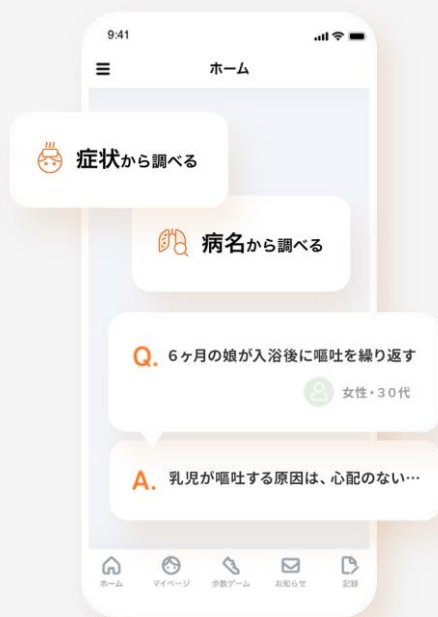 9:41
ホーム
症状から調べる
病名から調べる
Q. 6ヶ月の娘が入浴後に嘔吐を繰り返す
女性・30代
A. 乳児が嘔吐する原因は、心配のない…
ホーム マイページ 歩数ゲーム お知らせ 記録